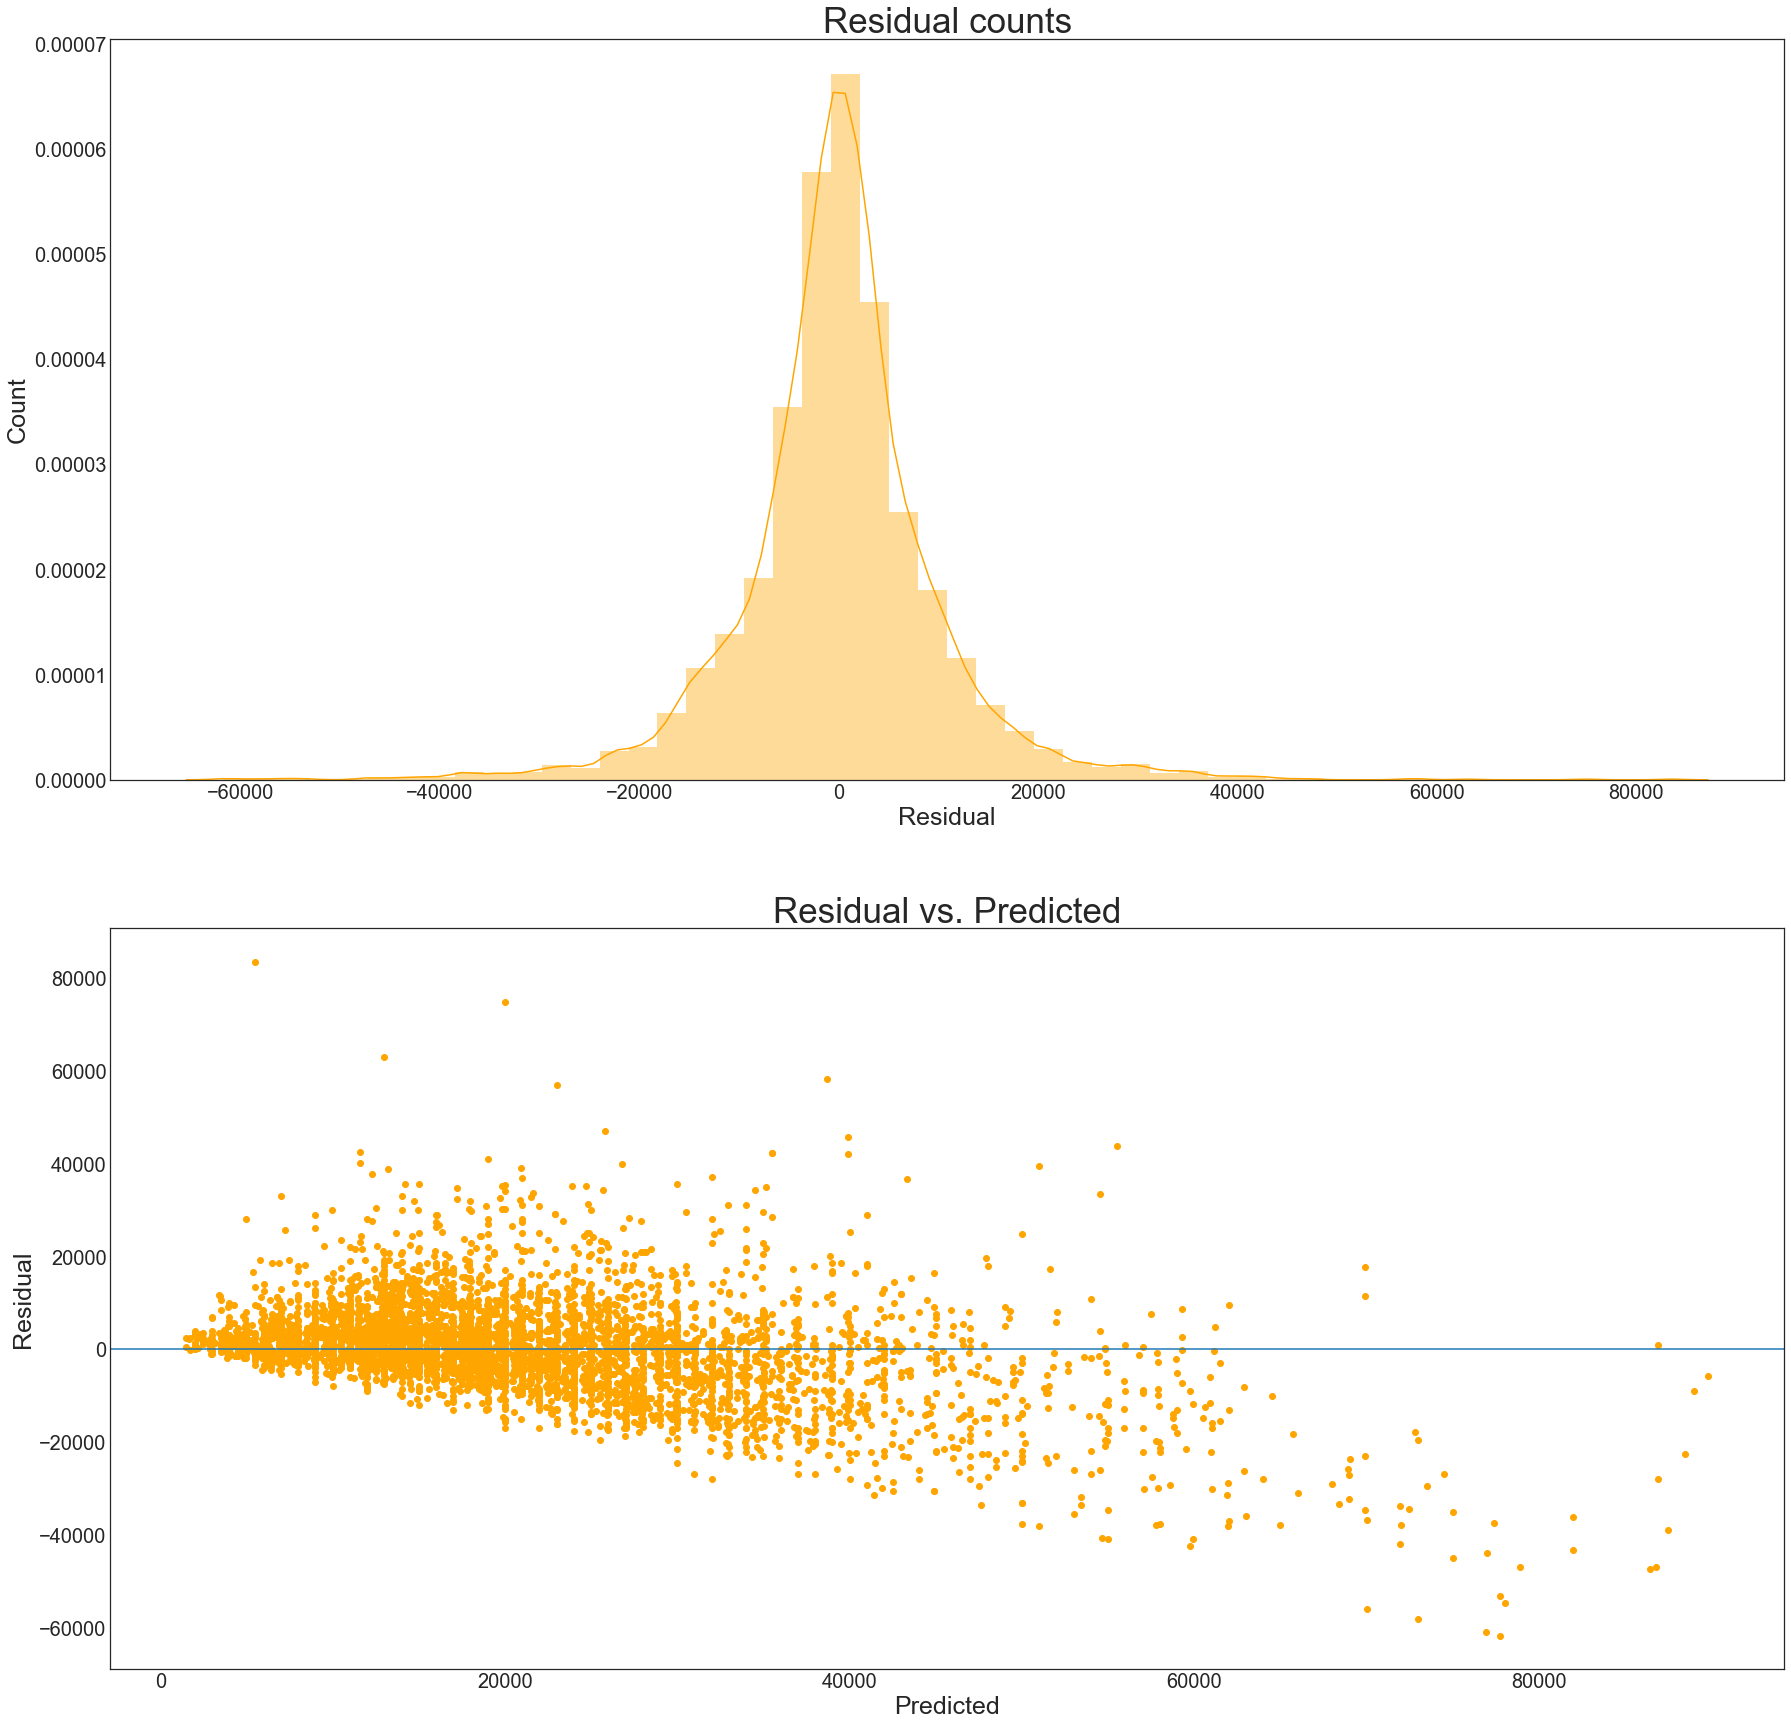 Residual counts
0.00007
0.00006
0.00005
0.00004
0.00003
0.00002
0.00001
0.00000
Count
−60000 −40000 −20000 0 20000 40000 60000 80000
Residual
Residual vs. Predicted
80000
60000
40000
20000
0
−20000
−40000
−60000
Residual
0 20000 40000 60000 80000
Predicted